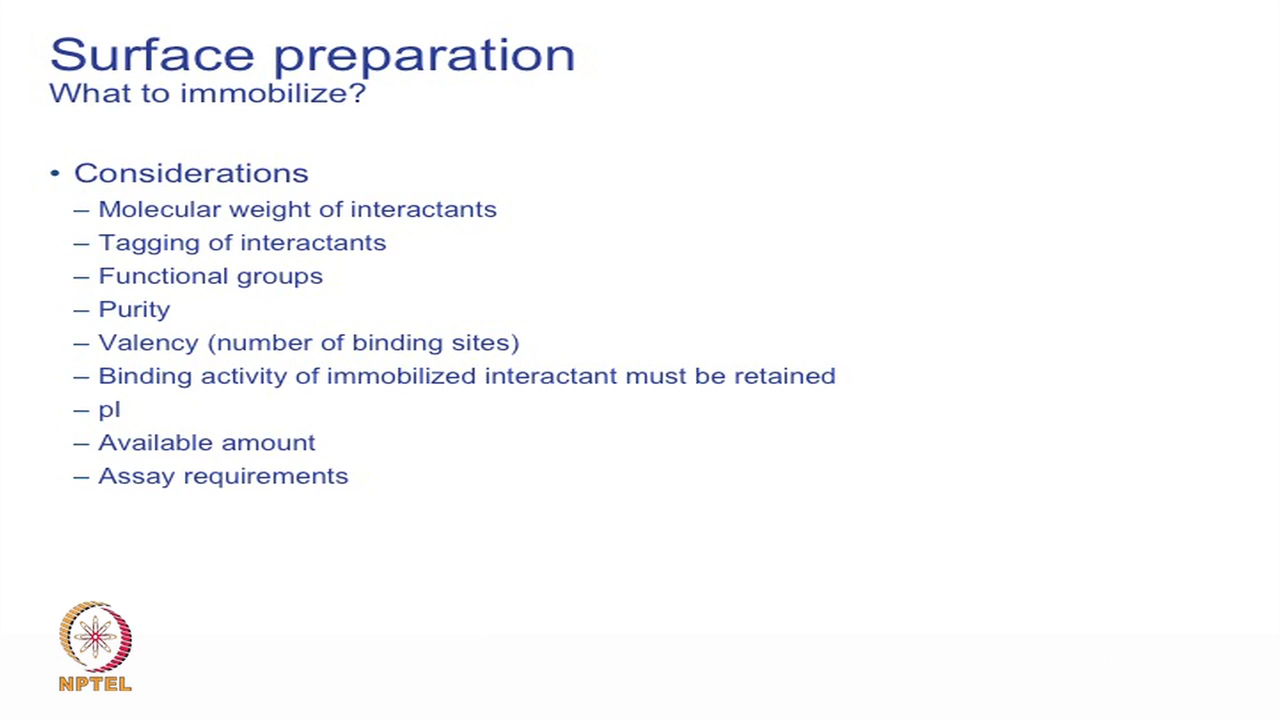 Surface preparation
What to immobilize?
• Considerations
– Molecular weight of interactants
– Tagging of interactants
– Functional groups
– Purity
– Valency (number of binding sites)
– Binding activity of immobilized interactant must be retained
– pI
– Available amount
– Assay requirements
NPTEL